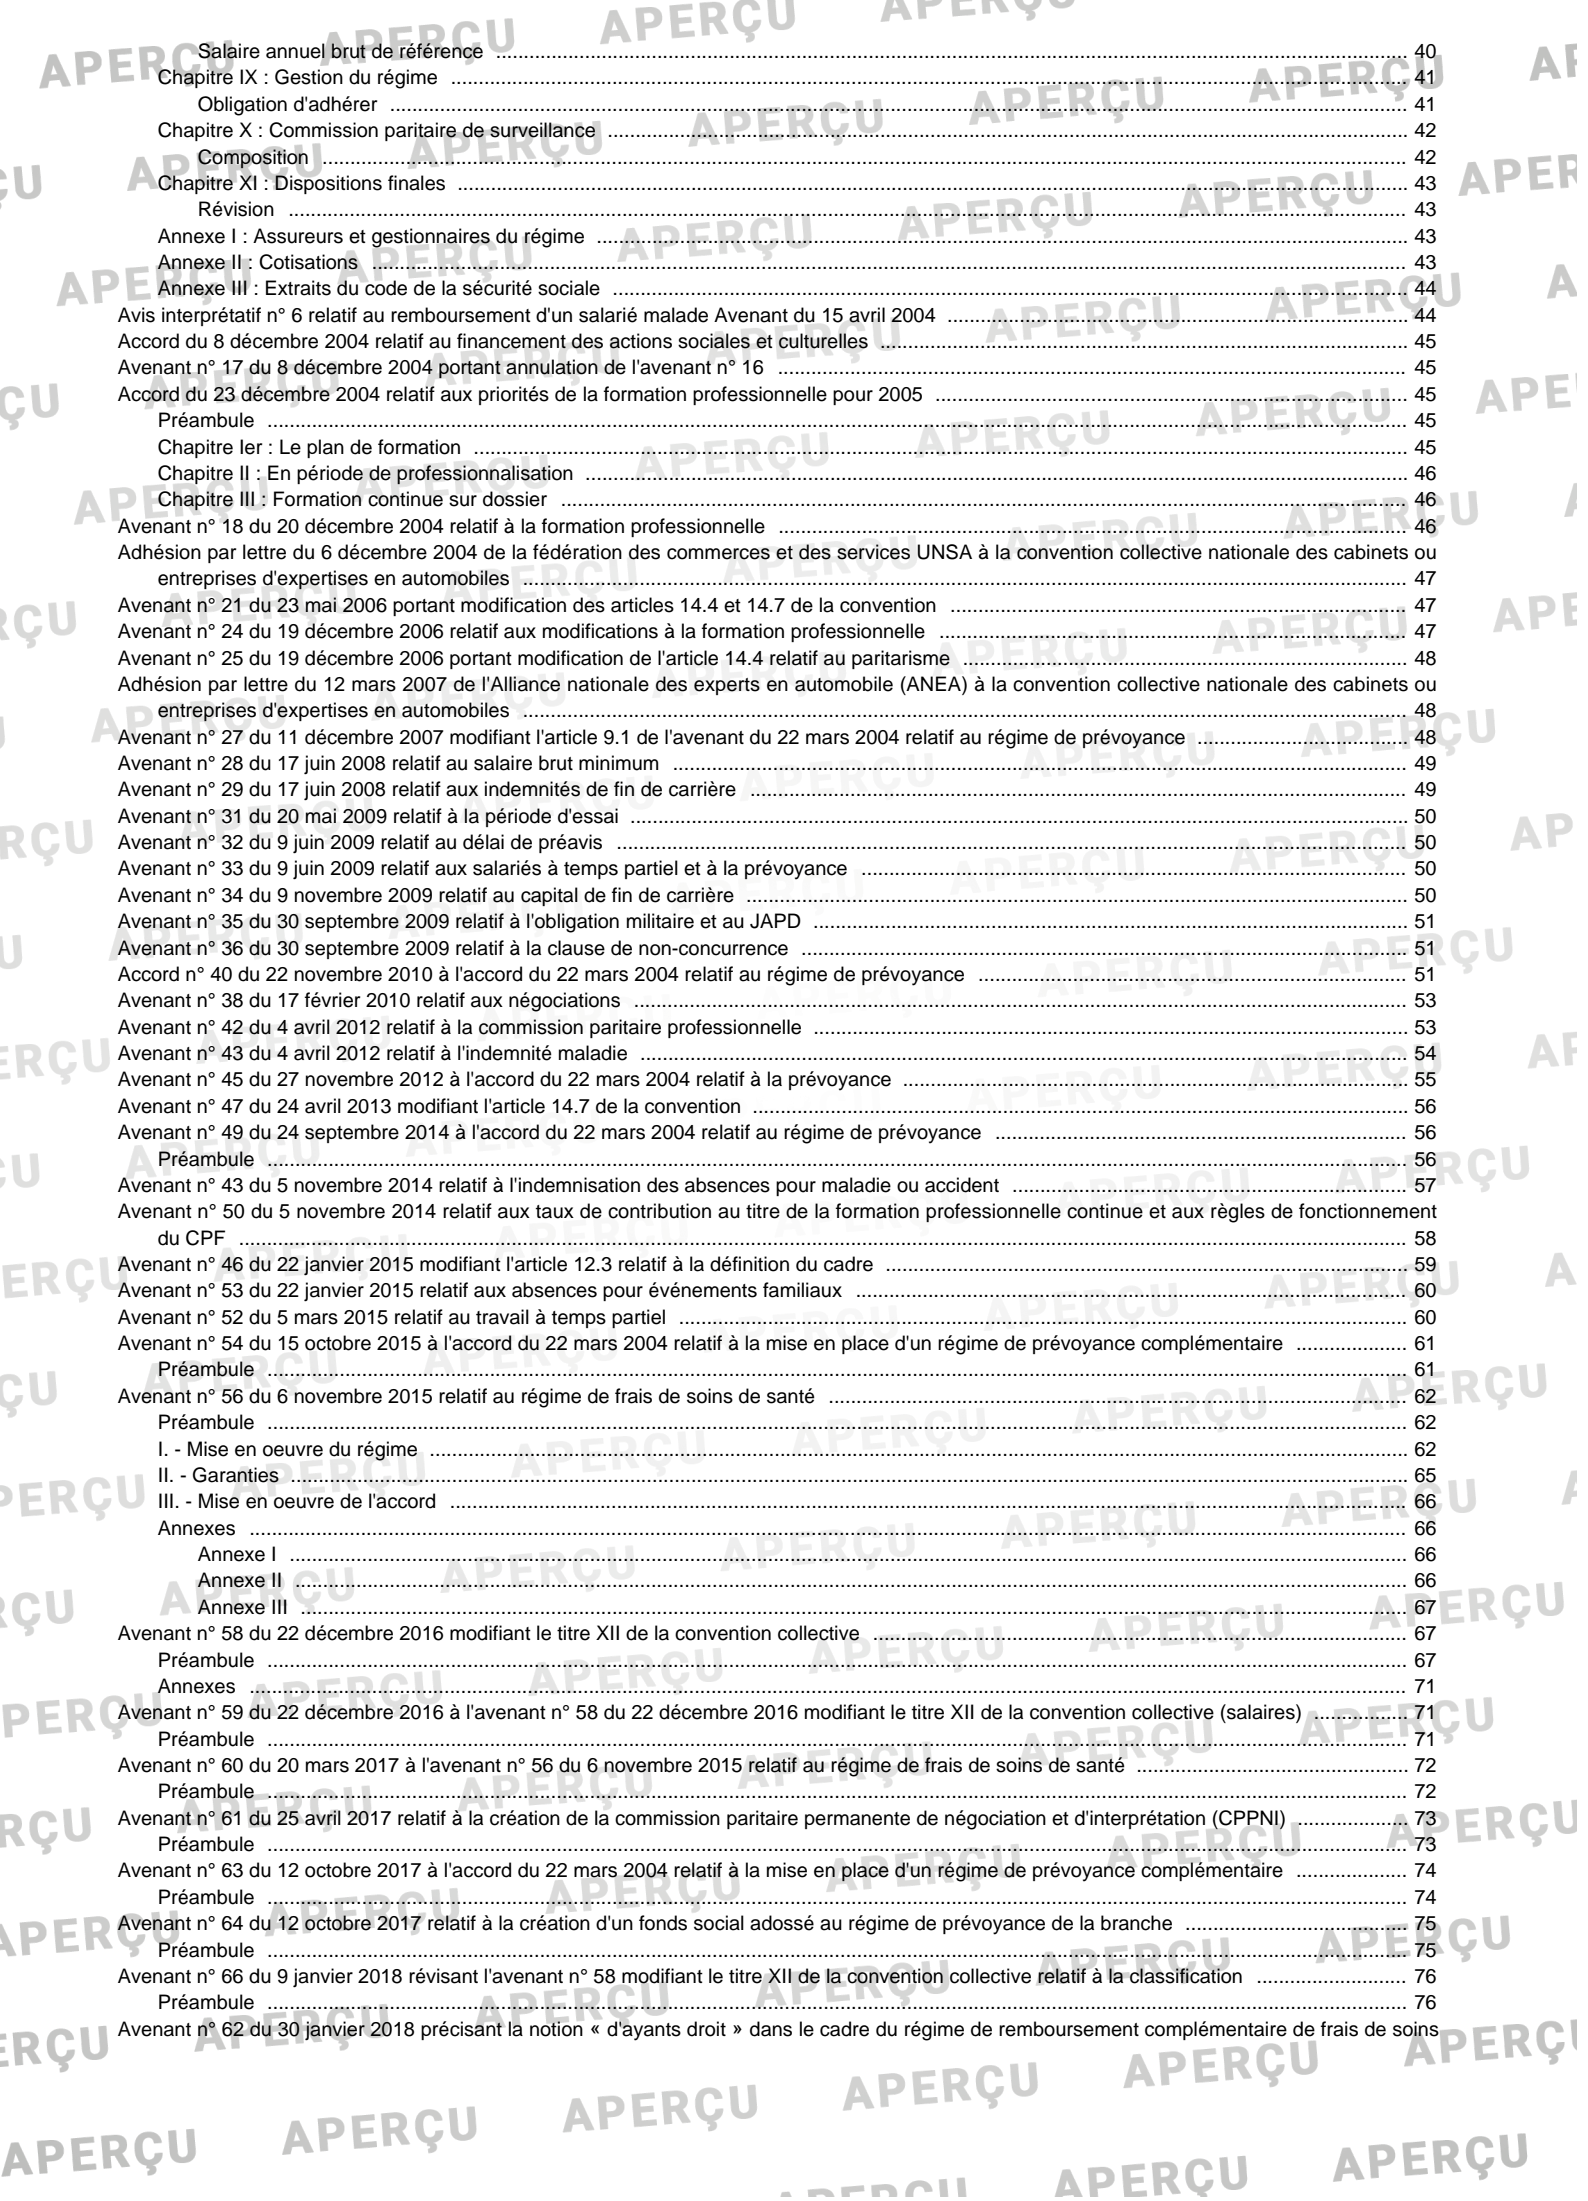 Salaire annuel brut de référence ........ 40
Chapitre IX : Gestion du régime ........ 41
Obligation d'adhérer ........ 41
Chapitre X : Commission paritaire de surveillance ........ 42
Composition ........ 42
Chapitre XI : Dispositions finales ........ 43
Révision ........ 43
Annexe I : Assureurs et gestionnaires du régime ........ 43
Annexe II : Cotisations ........ 43
Annexe III : Extraits du code de la sécurité sociale ........ 44
Avis interprétatif n° 6 relatif au remboursement d'un salarié malade Avenant du 15 avril 2004 ........ 44
Accord du 8 décembre 2004 relatif au financement des actions sociales et culturelles ........ 45
Avenant n° 17 du 8 décembre 2004 portant annulation de l'avenant n° 16 ........ 45
Accord du 23 décembre 2004 relatif aux priorités de la formation professionnelle pour 2005 ........ 45
Préambule ........ 45
Chapitre Ier : Le plan de formation ........ 45
Chapitre II : En période de professionnalisation ........ 46
Chapitre III : Formation continue sur dossier ........ 46
Avenant n° 18 du 20 décembre 2004 relatif à la formation professionnelle ........ 46
Adhésion par lettre du 6 décembre 2004 de la fédération des commerces et des services UNSA à la convention collective nationale des cabinets ou
entreprises d'expertises en automobiles ........ 47
Avenant n° 21 du 23 mai 2006 portant modification des articles 14.4 et 14.7 de la convention ........ 47
Avenant n° 24 du 19 décembre 2006 relatif aux modifications à la formation professionnelle ........ 47
Avenant n° 25 du 19 décembre 2006 portant modification de l'article 14.4 relatif au paritarisme ........ 48
Adhésion par lettre du 12 mars 2007 de l'Alliance nationale des experts en automobile (ANEA) à la convention collective nationale des cabinets ou
entreprises d'expertises en automobiles ........ 48
Avenant n° 27 du 11 décembre 2007 modifiant l'article 9.1 de l'avenant du 22 mars 2004 relatif au régime de prévoyance ........ 48
Avenant n° 28 du 17 juin 2008 relatif au salaire brut minimum ........ 49
Avenant n° 29 du 17 juin 2008 relatif aux indemnités de fin de carrière ........ 49
Avenant n° 31 du 20 mai 2009 relatif à la période d'essai ........ 50
Avenant n° 32 du 9 juin 2009 relatif au délai de préavis ........ 50
Avenant n° 33 du 9 juin 2009 relatif aux salariés à temps partiel et à la prévoyance ........ 50
Avenant n° 34 du 9 novembre 2009 relatif au capital de fin de carrière ........ 50
Avenant n° 35 du 30 septembre 2009 relatif à l'obligation militaire et au JAPD ........ 51
Avenant n° 36 du 30 septembre 2009 relatif à la clause de non-concurrence ........ 51
Accord n° 40 du 22 novembre 2010 à l'accord du 22 mars 2004 relatif au régime de prévoyance ........ 51
Avenant n° 38 du 17 février 2010 relatif aux négociations ........ 53
Avenant n° 42 du 4 avril 2012 relatif à la commission paritaire professionnelle ........ 53
Avenant n° 43 du 4 avril 2012 relatif à l'indemnité maladie ........ 54
Avenant n° 45 du 27 novembre 2012 à l'accord du 22 mars 2004 relatif à la prévoyance ........ 55
Avenant n° 47 du 24 avril 2013 modifiant l'article 14.7 de la convention ........ 56
Avenant n° 49 du 24 septembre 2014 à l'accord du 22 mars 2004 relatif au régime de prévoyance ........ 56
Préambule ........ 56
Avenant n° 43 du 5 novembre 2014 relatif à l'indemnisation des absences pour maladie ou accident ........ 57
Avenant n° 50 du 5 novembre 2014 relatif aux taux de contribution au titre de la formation professionnelle continue et aux règles de fonctionnement
du CPF ........ 58
Avenant n° 46 du 22 janvier 2015 modifiant l'article 12.3 relatif à la définition du cadre ........ 59
Avenant n° 53 du 22 janvier 2015 relatif aux absences pour événements familiaux ........ 60
Avenant n° 52 du 5 mars 2015 relatif au travail à temps partiel ........ 60
Avenant n° 54 du 15 octobre 2015 à l'accord du 22 mars 2004 relatif à la mise en place d'un régime de prévoyance complémentaire ........ 61
Préambule ........ 61
Avenant n° 56 du 6 novembre 2015 relatif au régime de frais de soins de santé ........ 62
Préambule ........ 62
I. - Mise en oeuvre du régime ........ 62
II. - Garanties ........ 65
III. - Mise en oeuvre de l'accord ........ 66
Annexes ........ 66
Annexe I ........ 66
Annexe II ........ 66
Annexe III ........ 67
Avenant n° 58 du 22 décembre 2016 modifiant le titre XII de la convention collective ........ 67
Préambule ........ 67
Annexes ........ 71
Avenant n° 59 du 22 décembre 2016 à l'avenant n° 58 du 22 décembre 2016 modifiant le titre XII de la convention collective (salaires) ........ 71
Préambule ........ 71
Avenant n° 60 du 20 mars 2017 à l'avenant n° 56 du 6 novembre 2015 relatif au régime de frais de soins de santé ........ 72
Préambule ........ 72
Avenant n° 61 du 25 avril 2017 relatif à la création de la commission paritaire permanente de négociation et d'interprétation (CPPNI) ........ 73
Préambule ........ 73
Avenant n° 63 du 12 octobre 2017 à l'accord du 22 mars 2004 relatif à la mise en place d'un régime de prévoyance complémentaire ........ 74
Préambule ........ 74
Avenant n° 64 du 12 octobre 2017 relatif à la création d'un fonds social adossé au régime de prévoyance de la branche ........ 75
Préambule ........ 75
Avenant n° 66 du 9 janvier 2018 révisant l'avenant n° 58 modifiant le titre XII de la convention collective relatif à la classification ........ 76
Préambule ........ 76
Avenant n° 62 du 30 janvier 2018 précisant la notion « d'ayants droit » dans le cadre du régime de remboursement complémentaire de frais de soins
APERÇU